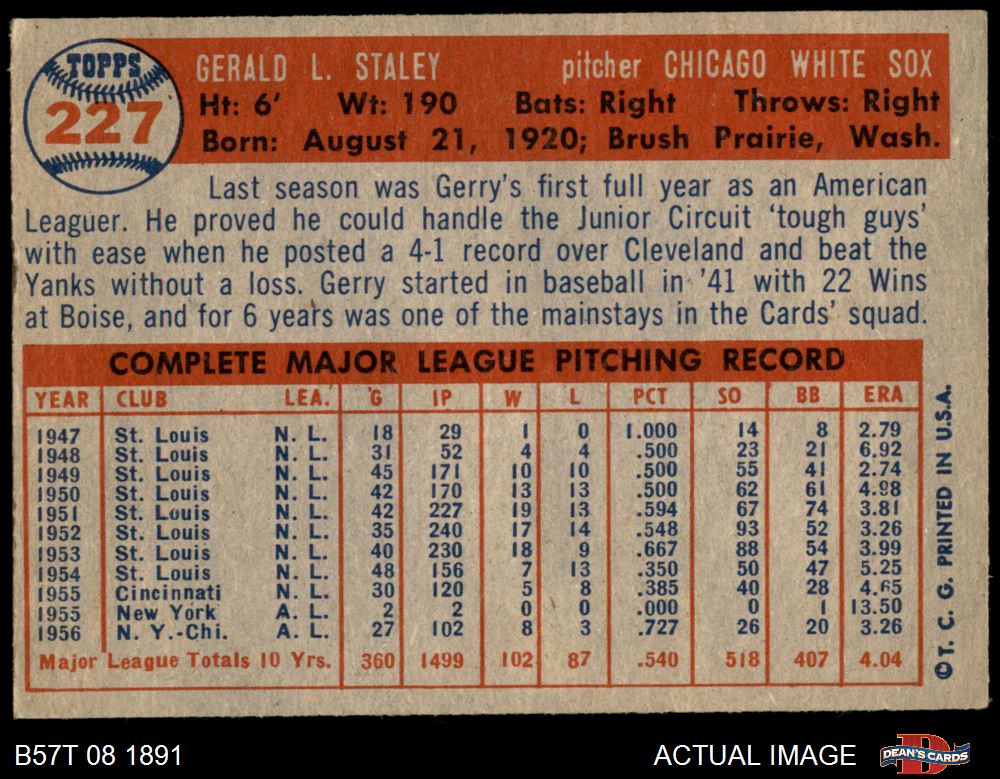 TOPPS
227
GERALD L. STALEY pitcher CHICAGO WHITE SOX
Ht: 6' Wt: 190 Bats: Right Throws: Right
Born: August 21, 1920; Brush Prairie, Wash.
Last season was Gerry's first full year as an American
Leaguer. He proved he could handle the Junior Circuit 'tough guys'
with ease when he posted a 4-1 record over Cleveland and beat the
Yanks without a loss. Gerry started in baseball in '41 with 22 Wins
at Boise, and for 6 years was one of the mainstays in the Cards' squad.
COMPLETE MAJOR LEAGUE PITCHING RECORD
YEAR CLUB LEA. G IP W L PCT SO BB ERA
1947 St. Louis N. L. 18 29 1 0 1.000 14 8 2.79
1948 St. Louis N. L. 31 52 4 4 .500 23 21 6.92
1949 St. Louis N. L. 45 171 10 10 .500 55 41 2.74
1950 St. Louis N. L. 42 170 13 13 .500 62 61 4.98
1951 St. Louis N. L. 42 227 19 13 .594 67 74 3.81
1952 St. Louis N. L. 35 240 17 14 .548 93 52 3.26
1953 St. Louis N. L. 40 230 18 9 .667 88 54 3.99
1954 St. Louis N. L. 48 156 7 13 .350 50 47 5.25
1955 Cincinnati N. L. 30 120 5 8 .385 40 28 4.65
1955 New York A. L. 2 2 0 0 .000 0 1 13.50
1956 N. Y.-Chi. A. L. 27 102 8 3 .727 26 20 3.26
Major League Totals 10 Yrs. 360 1499 102 87 .540 518 407 4.04
©T. C. G. PRINTED IN U.S.A.
B57T 08 1891 ACTUAL IMAGE DEAN'S CARDS